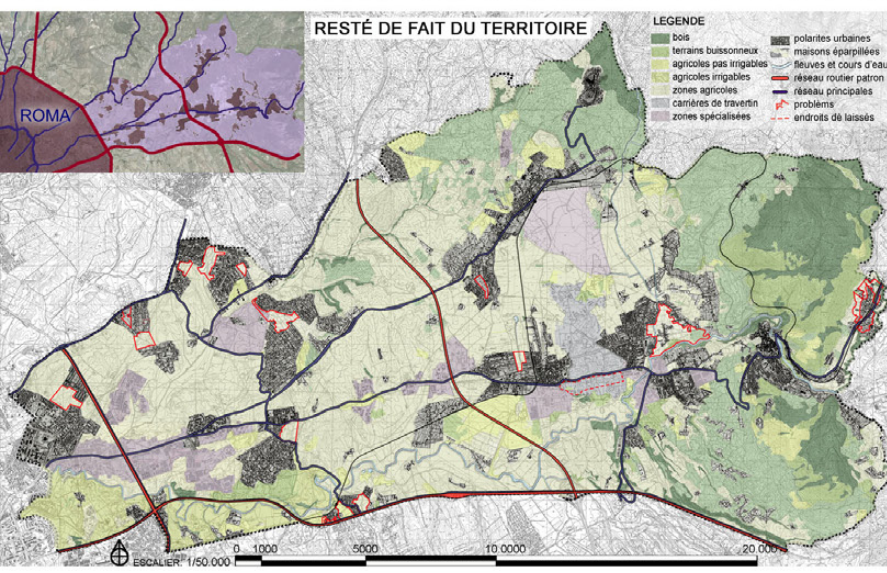 RESTÉ DE FAIT DU TERRITOIRE
ROMA
LEGENDE
bois
terrains buissonneux
agricoles pas irrigables
agricoles irrigables
zones agricoles
carrières de travertin
zones spécialisées
polarites urbaines
maisons éparpillées
fleuves et cours d'eau
réseau routier patron
réseau principales
problèms
endroits de laissés
ESCALIER: 1/50.000
0 1000 5000 10.0000 20.000